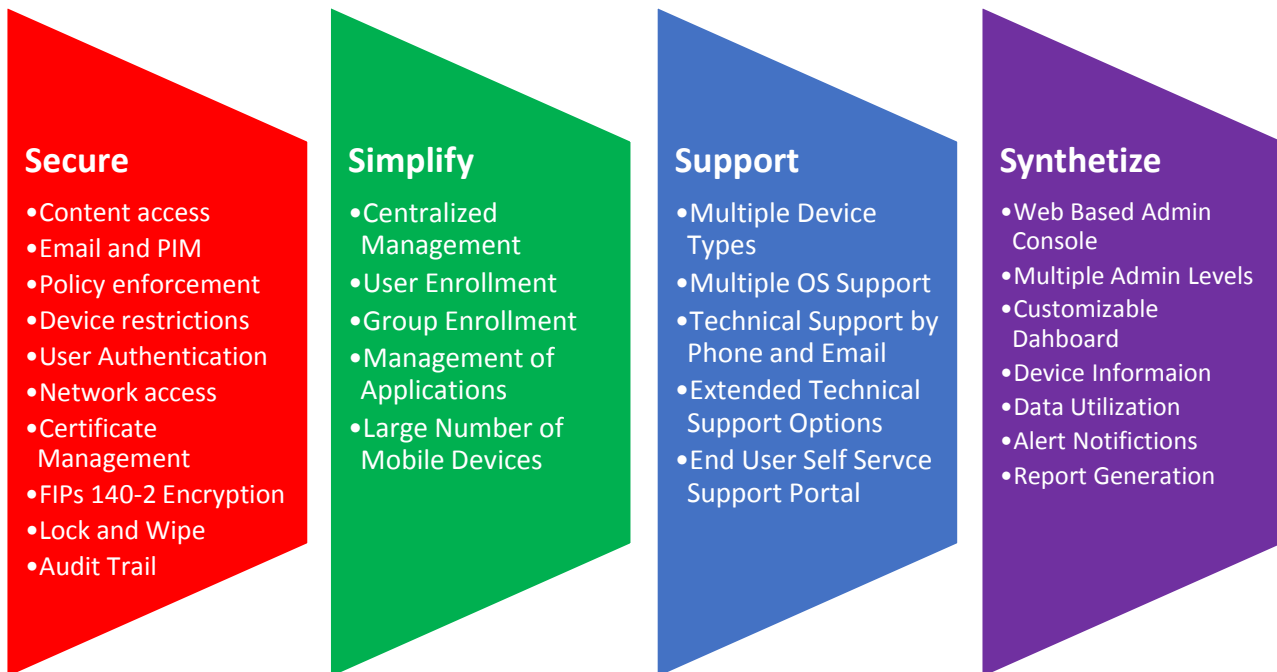 Secure
•Content access
•Email and PIM
•Policy enforcement
•Device restrictions
•User Authentication
•Network access
•Certificate
Management
•FIPs 140-2 Encryption
•Lock and Wipe
•Audit Trail
Simplify
•Centralized
Management
•User Enrollment
•Group Enrollment
•Management of
Applications
•Large Number of
Mobile Devices
Support
•Multiple Device
Types
•Multiple OS Support
•Technical Support by
Phone and Email
•Extended Technical
Support Options
•End User Self Servce
Support Portal
Synthetize
•Web Based Admin
Console
•Multiple Admin Levels
•Customizable
Dahboard
•Device Informaion
•Data Utilization
•Alert Notifictions
•Report Generation